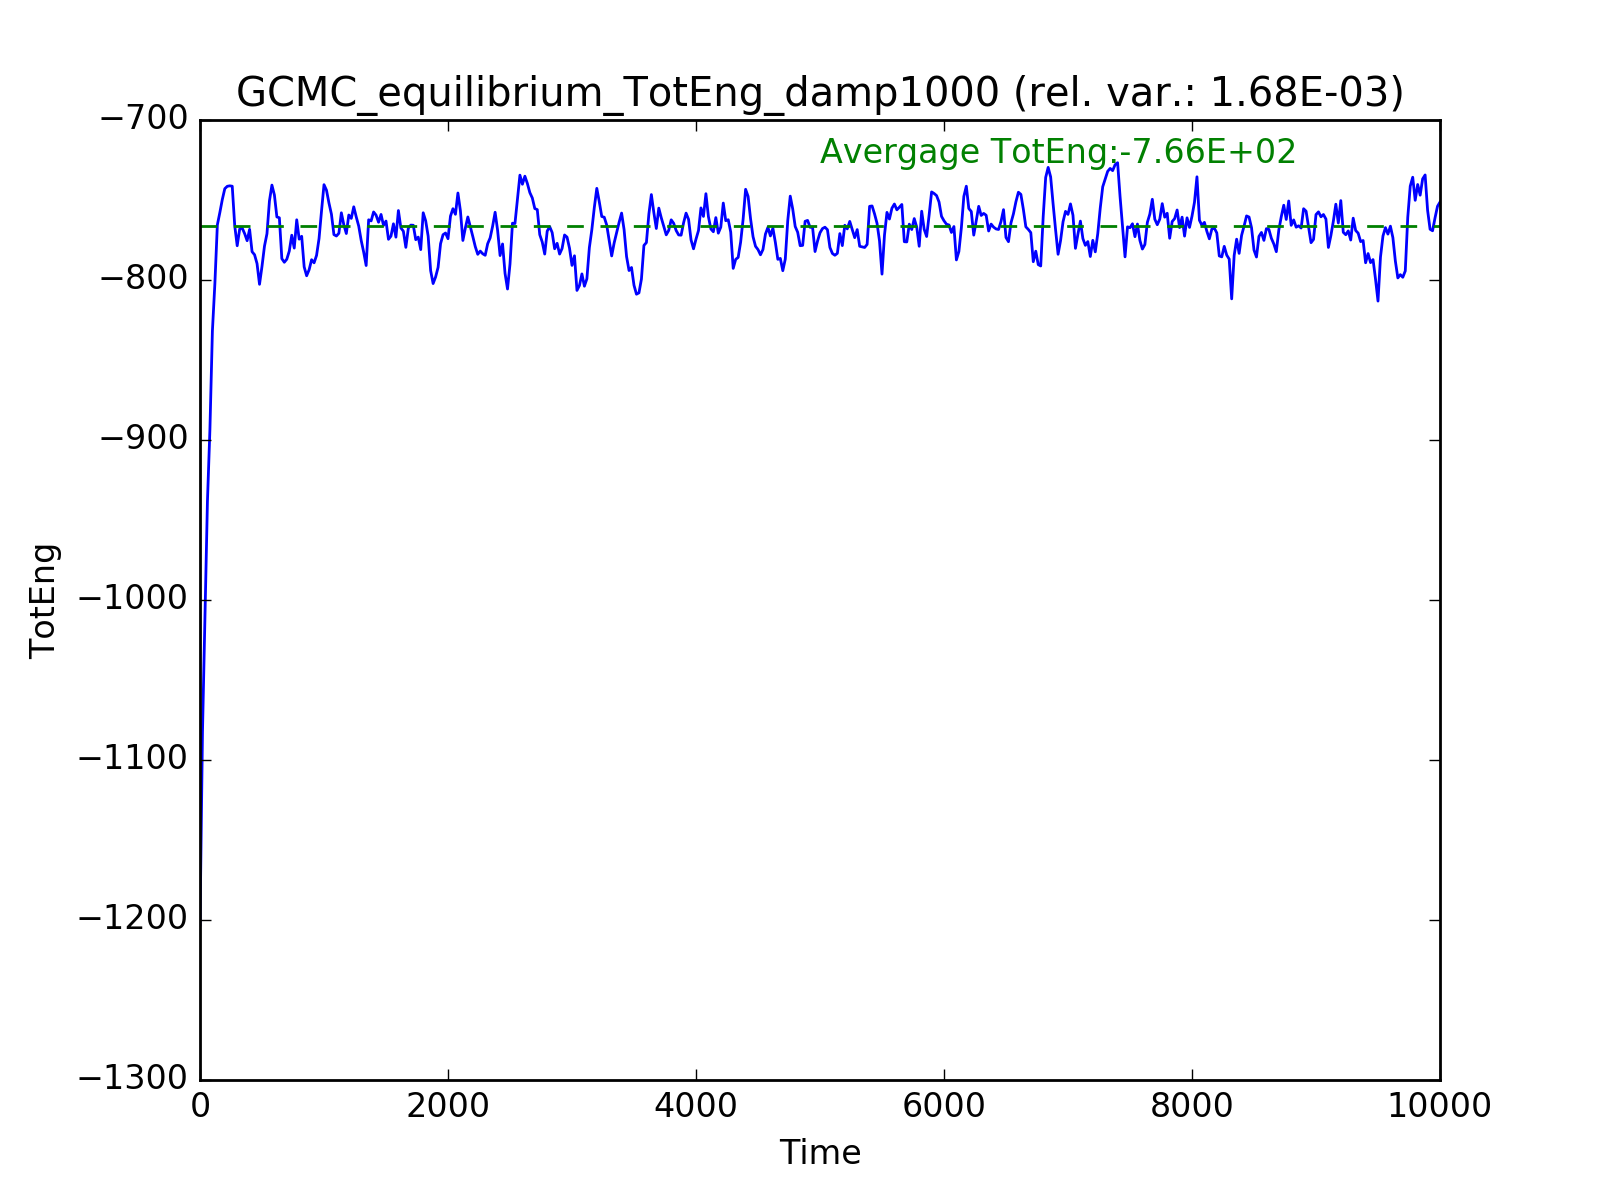 GCMC_equilibrium_TotEng_damp1000 (rel. var.: 1.68E-03)
Avergage TotEng:-7.66E+02
−700
−800
−900
−1000
−1100
−1200
−1300
TotEng
0 2000 4000 6000 8000 10000
Time